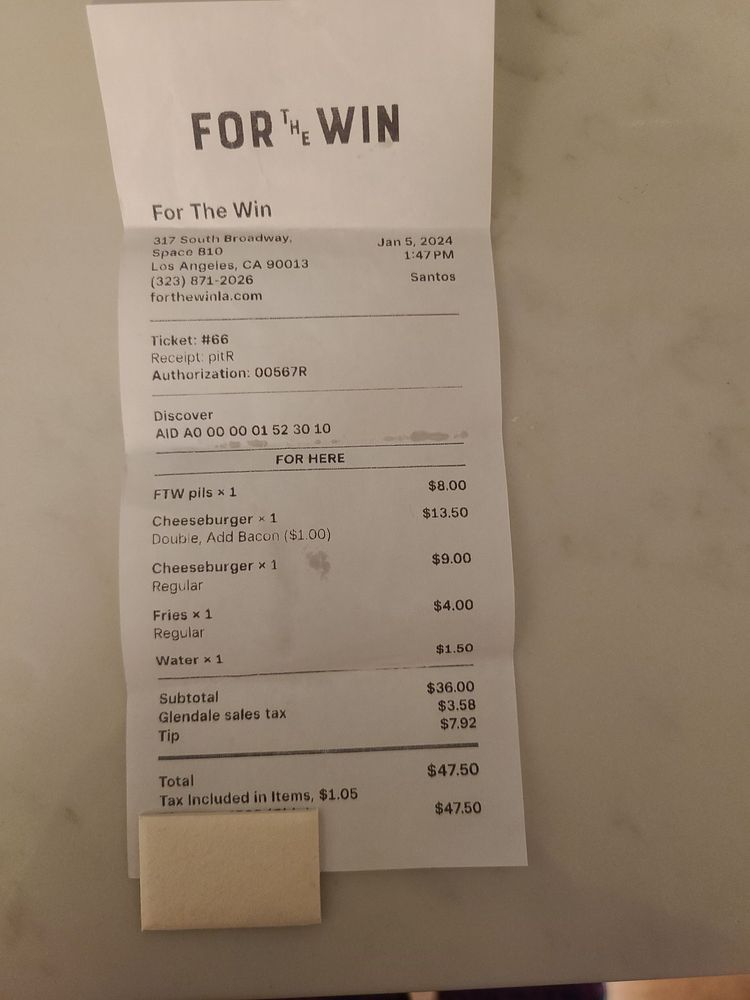 FOR THE WIN
For The Win
317 South Broadway,
Space B10
Los Angeles, CA 90013
(323) 871-2026
forthewinla.com
Jan 5, 2024
1:47 PM
Santos
Ticket: #66
Receipt: pitR
Authorization: 00567R
Discover
AID A0 00 00 01 52 30 10
FOR HERE
FTW pils × 1 $8.00
Cheeseburger × 1 $13.50
Double, Add Bacon ($1.00)
Cheeseburger × 1 $9.00
Regular
Fries × 1 $4.00
Regular
Water × 1 $1.50
Subtotal $36.00
Glendale sales tax $3.58
Tip $7.92
Total $47.50
Tax Included in Items, $1.05
$47.50